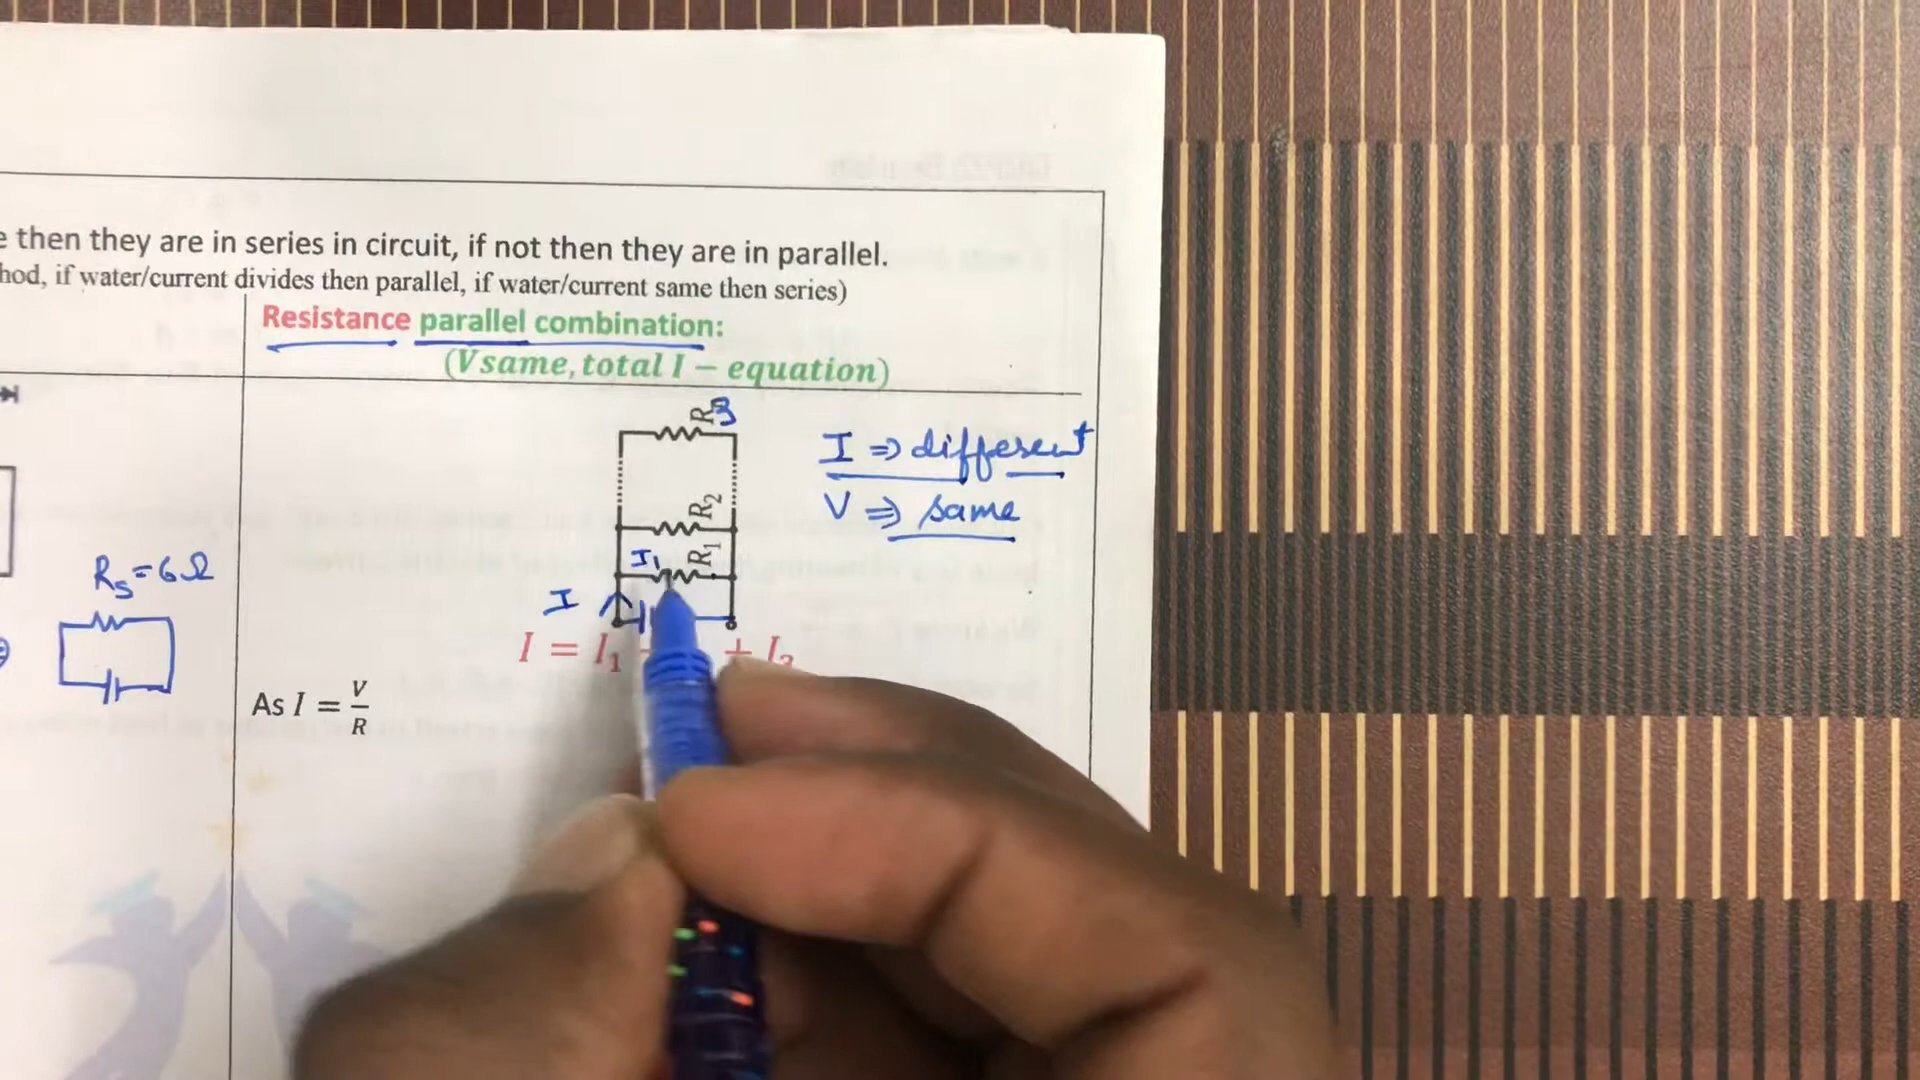 e then they are in series in circuit, if not then they are in parallel.
hod, if water/current divides then parallel, if water/current same then series)
Resistance parallel combination:
(V same, total I – equation)
R3
I ⇒ different
R2
V ⇒ same
R1
I1
RS = 6Ω
I
I = I1 + I3
As I = V/R